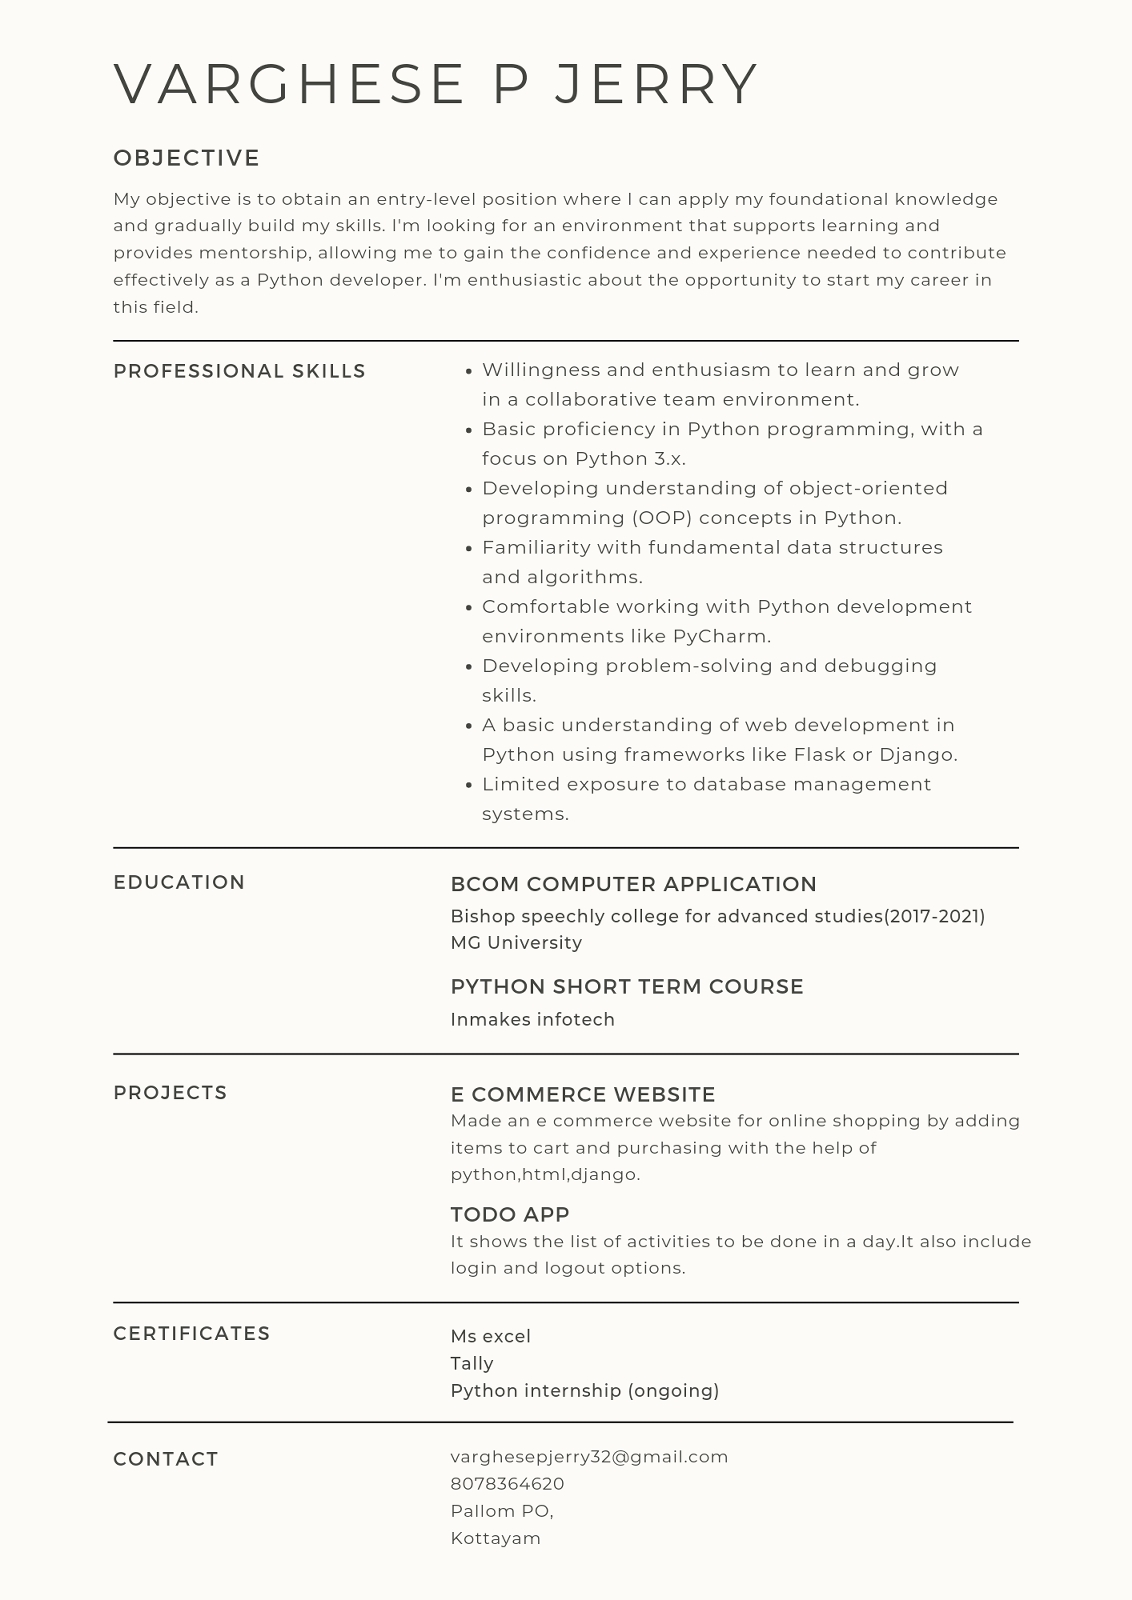 VARGHESE P JERRY
OBJECTIVE
My objective is to obtain an entry-level position where I can apply my foundational knowledge
and gradually build my skills. I'm looking for an environment that supports learning and
provides mentorship, allowing me to gain the confidence and experience needed to contribute
effectively as a Python developer. I'm enthusiastic about the opportunity to start my career in
this field.
PROFESSIONAL SKILLS
• Willingness and enthusiasm to learn and grow
in a collaborative team environment.
• Basic proficiency in Python programming, with a
focus on Python 3.x.
• Developing understanding of object-oriented
programming (OOP) concepts in Python.
• Familiarity with fundamental data structures
and algorithms.
• Comfortable working with Python development
environments like PyCharm.
• Developing problem-solving and debugging
skills.
• A basic understanding of web development in
Python using frameworks like Flask or Django.
• Limited exposure to database management
systems.
EDUCATION
BCOM COMPUTER APPLICATION
Bishop speechly college for advanced studies(2017-2021)
MG University
PYTHON SHORT TERM COURSE
Inmakes infotech
PROJECTS
E COMMERCE WEBSITE
Made an e commerce website for online shopping by adding
items to cart and purchasing with the help of
python,html,django.
TODO APP
It shows the list of activities to be done in a day.It also include
login and logout options.
CERTIFICATES
Ms excel
Tally
Python internship (ongoing)
CONTACT
varghesepjerry32@gmail.com
8078364620
Pallom PO,
Kottayam